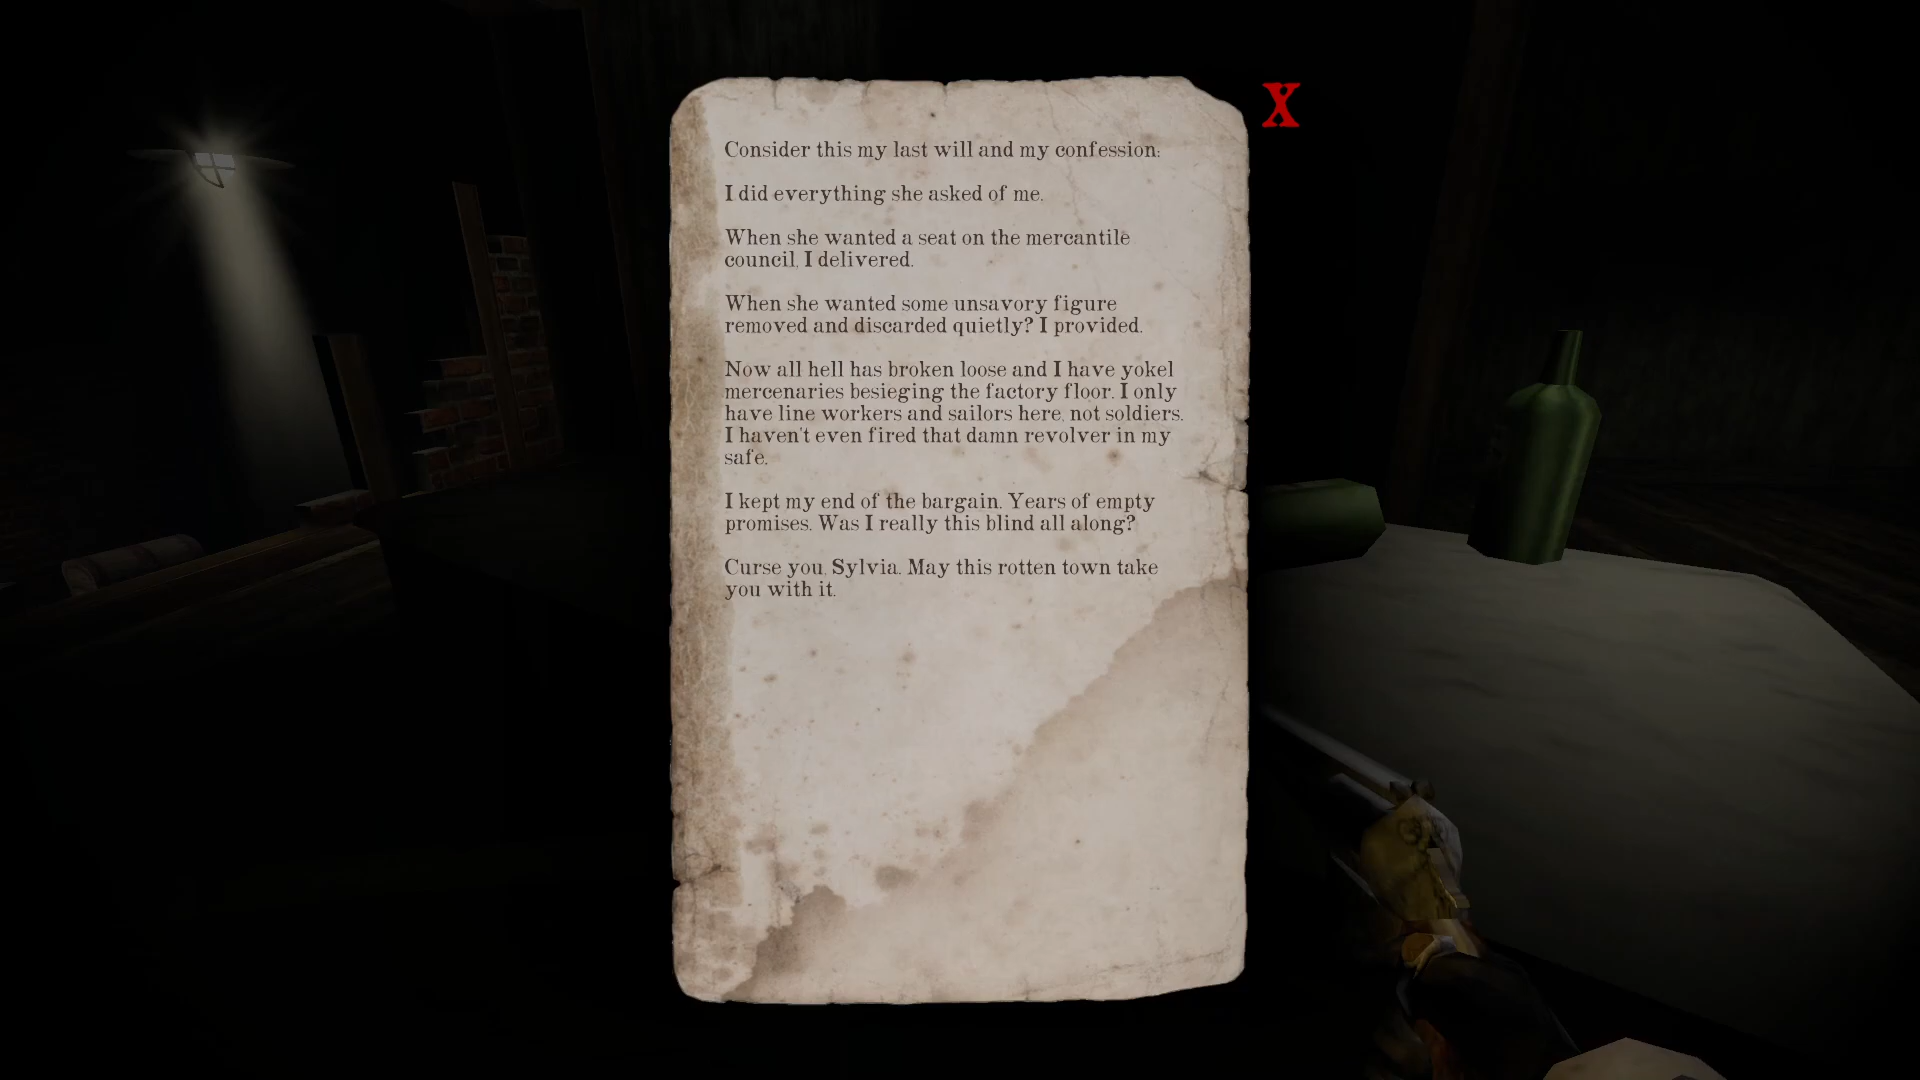 X
Consider this my last will and my confession:
I did everything she asked of me.
When she wanted a seat on the mercantile
council, I delivered.
When she wanted some unsavory figure
removed and discarded quietly? I provided.
Now all hell has broken loose and I have yokel
mercenaries besieging the factory floor. I only
have line workers and sailors here, not soldiers.
I haven't even fired that damn revolver in my
safe.
I kept my end of the bargain. Years of empty
promises. Was I really this blind all along?
Curse you, Sylvia. May this rotten town take
you with it.